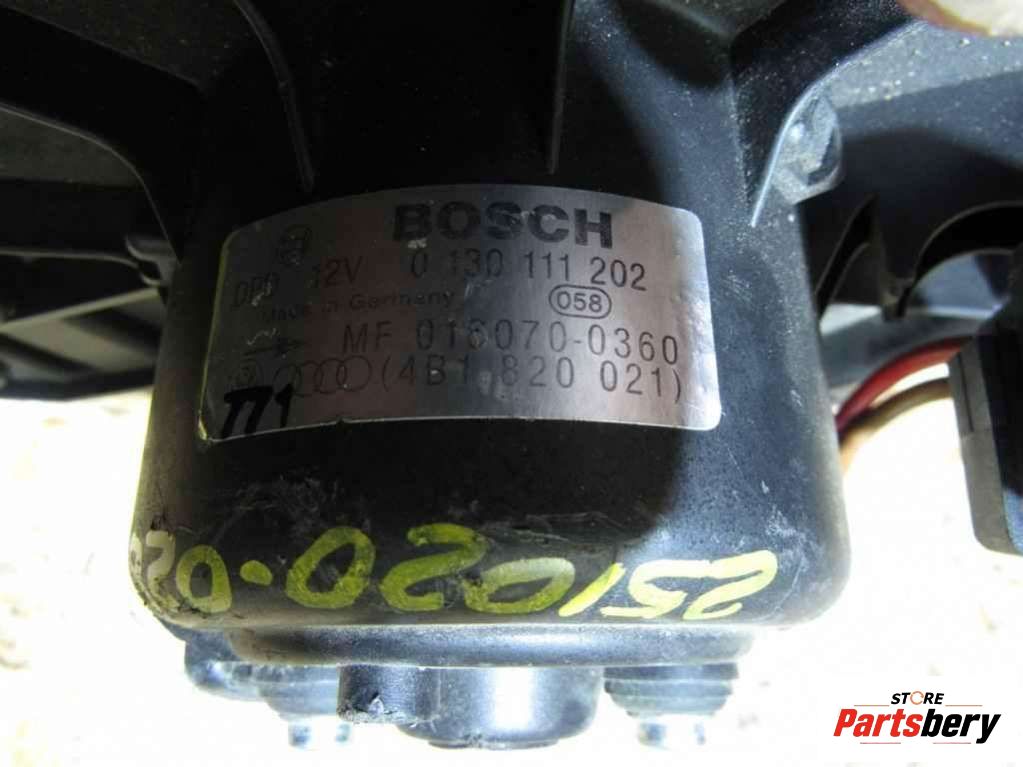 BOSCH
12V 0 130 111 202
Made in Germany 058
MF 016070-0360
(4B1 820 021)
771
251020-02
STORE
Partsbery